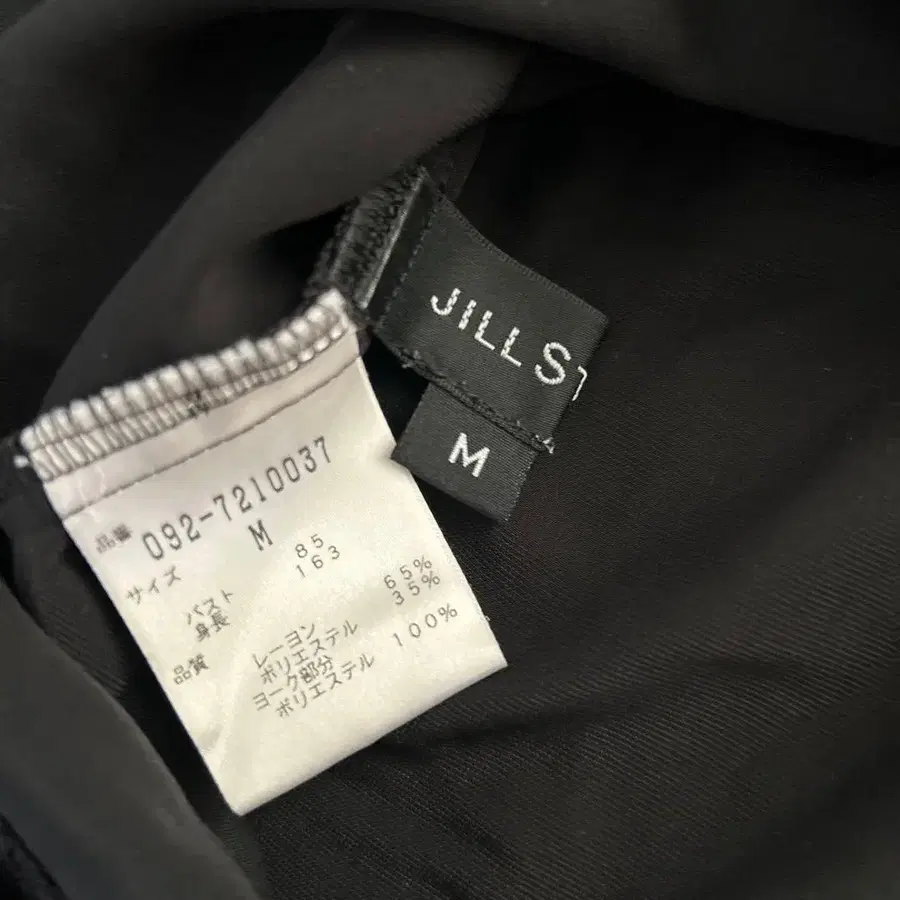 JILL S
M
品番 092-7210037
サイズ M
バスト 85
身長 163
品質 レーヨン 65%
ポリエステル 35%
ヨーク部分
ポリエステル 100%